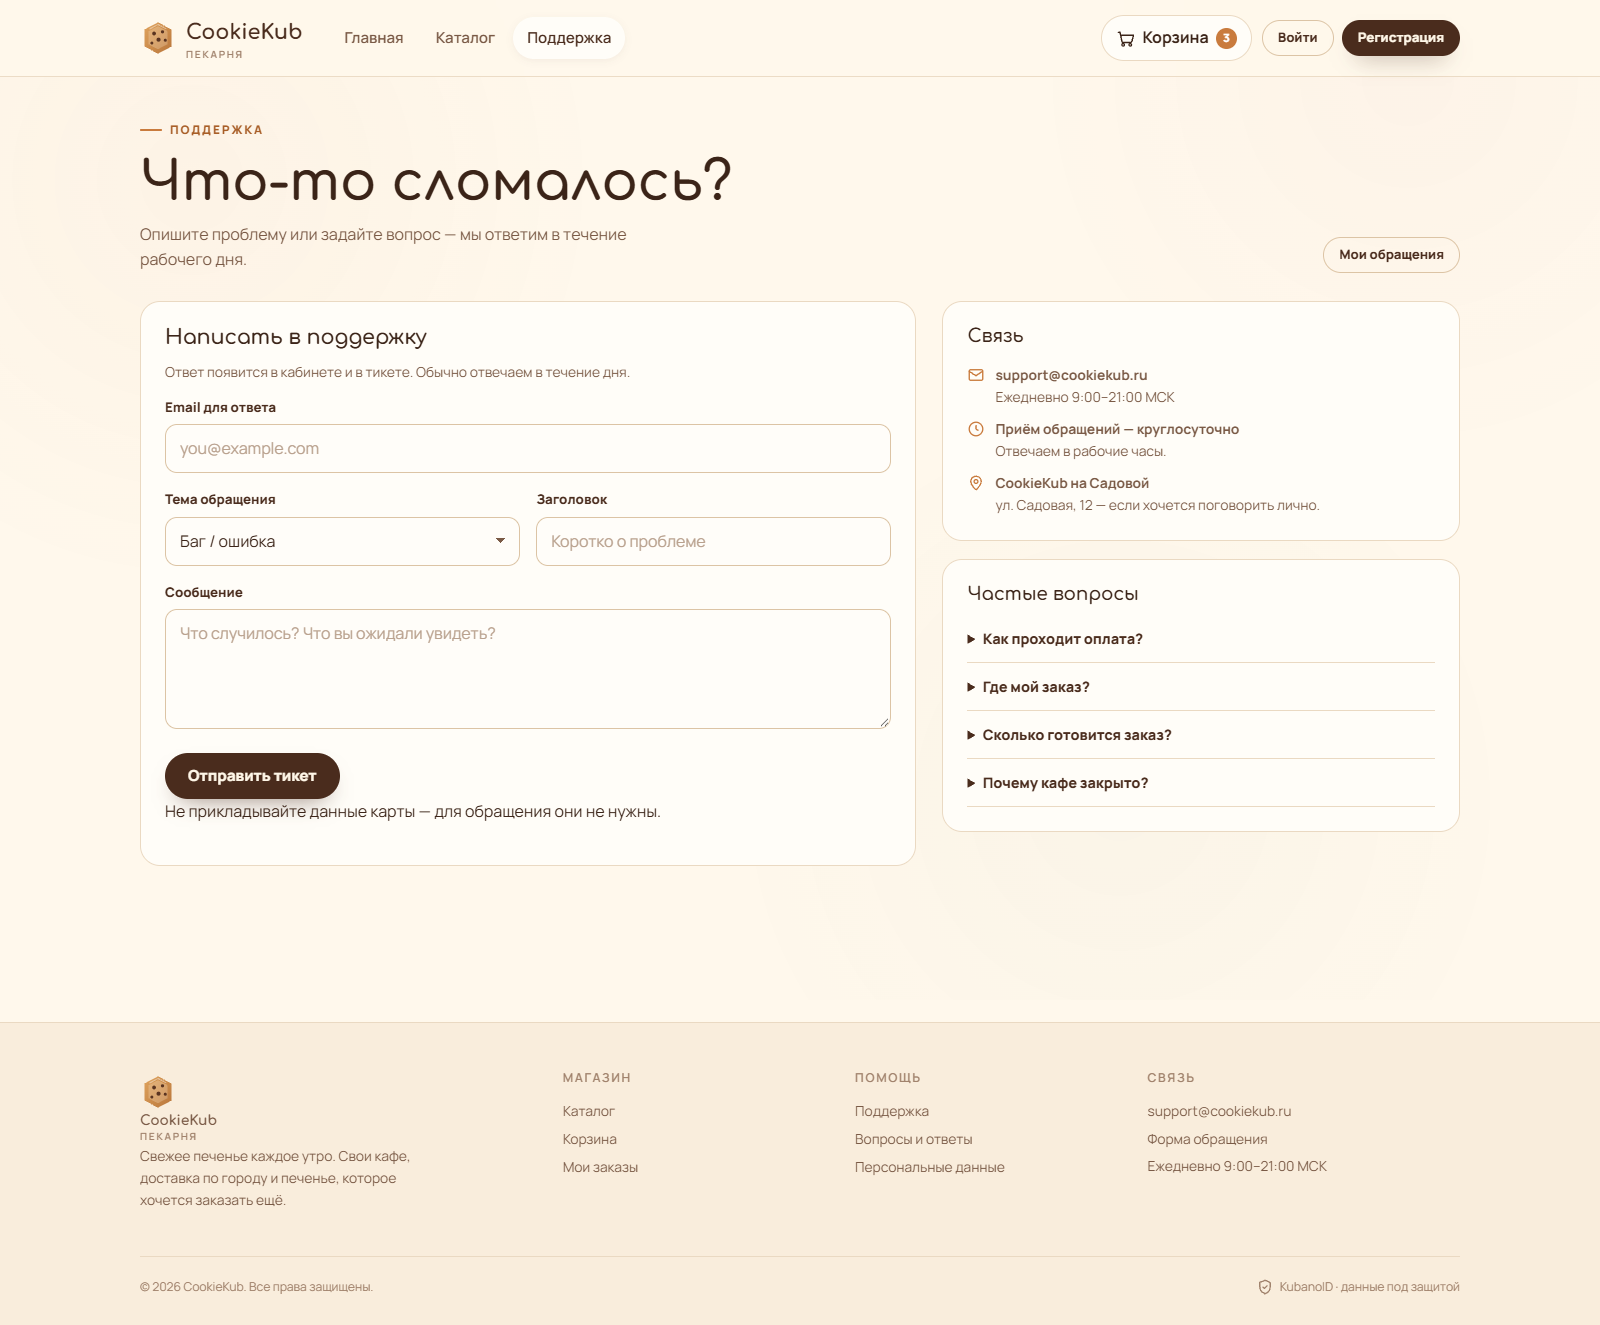 CookieKub
ПЕКАРНЯ
Главная
Каталог
Поддержка
Корзина 3
Войти
Регистрация
ПОДДЕРЖКА
Что-то сломалось?
Опишите проблему или задайте вопрос — мы ответим в течение
рабочего дня.
Мои обращения
Написать в поддержку
Ответ появится в кабинете и в тикете. Обычно отвечаем в течение дня.
Email для ответа
you@example.com
Тема обращения
Заголовок
Баг / ошибка
Коротко о проблеме
Сообщение
Что случилось? Что вы ожидали увидеть?
Отправить тикет
Не прикладывайте данные карты — для обращения они не нужны.
Связь
support@cookiekub.ru
Ежедневно 9:00–21:00 МСК
Приём обращений — круглосуточно
Отвечаем в рабочие часы.
CookieKub на Садовой
ул. Садовая, 12 — если хочется поговорить лично.
Частые вопросы
Как проходит оплата?
Где мой заказ?
Сколько готовится заказ?
Почему кафе закрыто?
CookieKub
ПЕКАРНЯ
Свежее печенье каждое утро. Свои кафе,
доставка по городу и печенье, которое
хочется заказать ещё.
МАГАЗИН
Каталог
Корзина
Мои заказы
ПОМОЩЬ
Поддержка
Вопросы и ответы
Персональные данные
СВЯЗЬ
support@cookiekub.ru
Форма обращения
Ежедневно 9:00–21:00 МСК
© 2026 CookieKub. Все права защищены.
KubanoID · данные под защитой